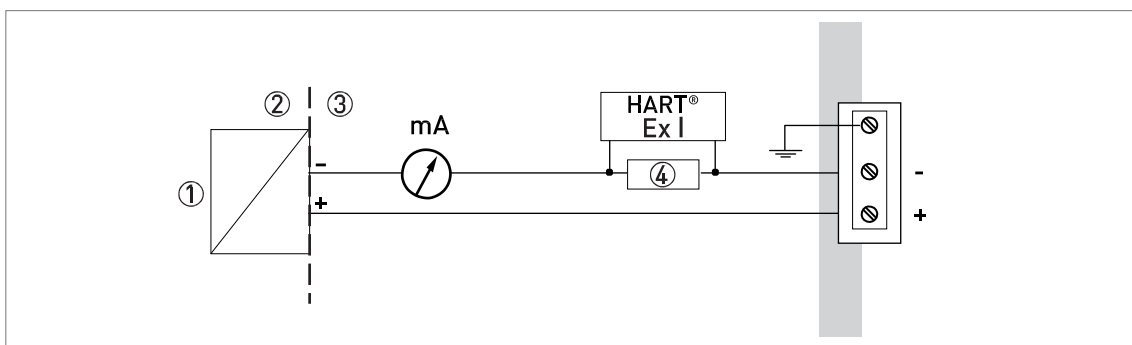 ② ③
HART®
Ex I
mA
①
④
-
+
-
+